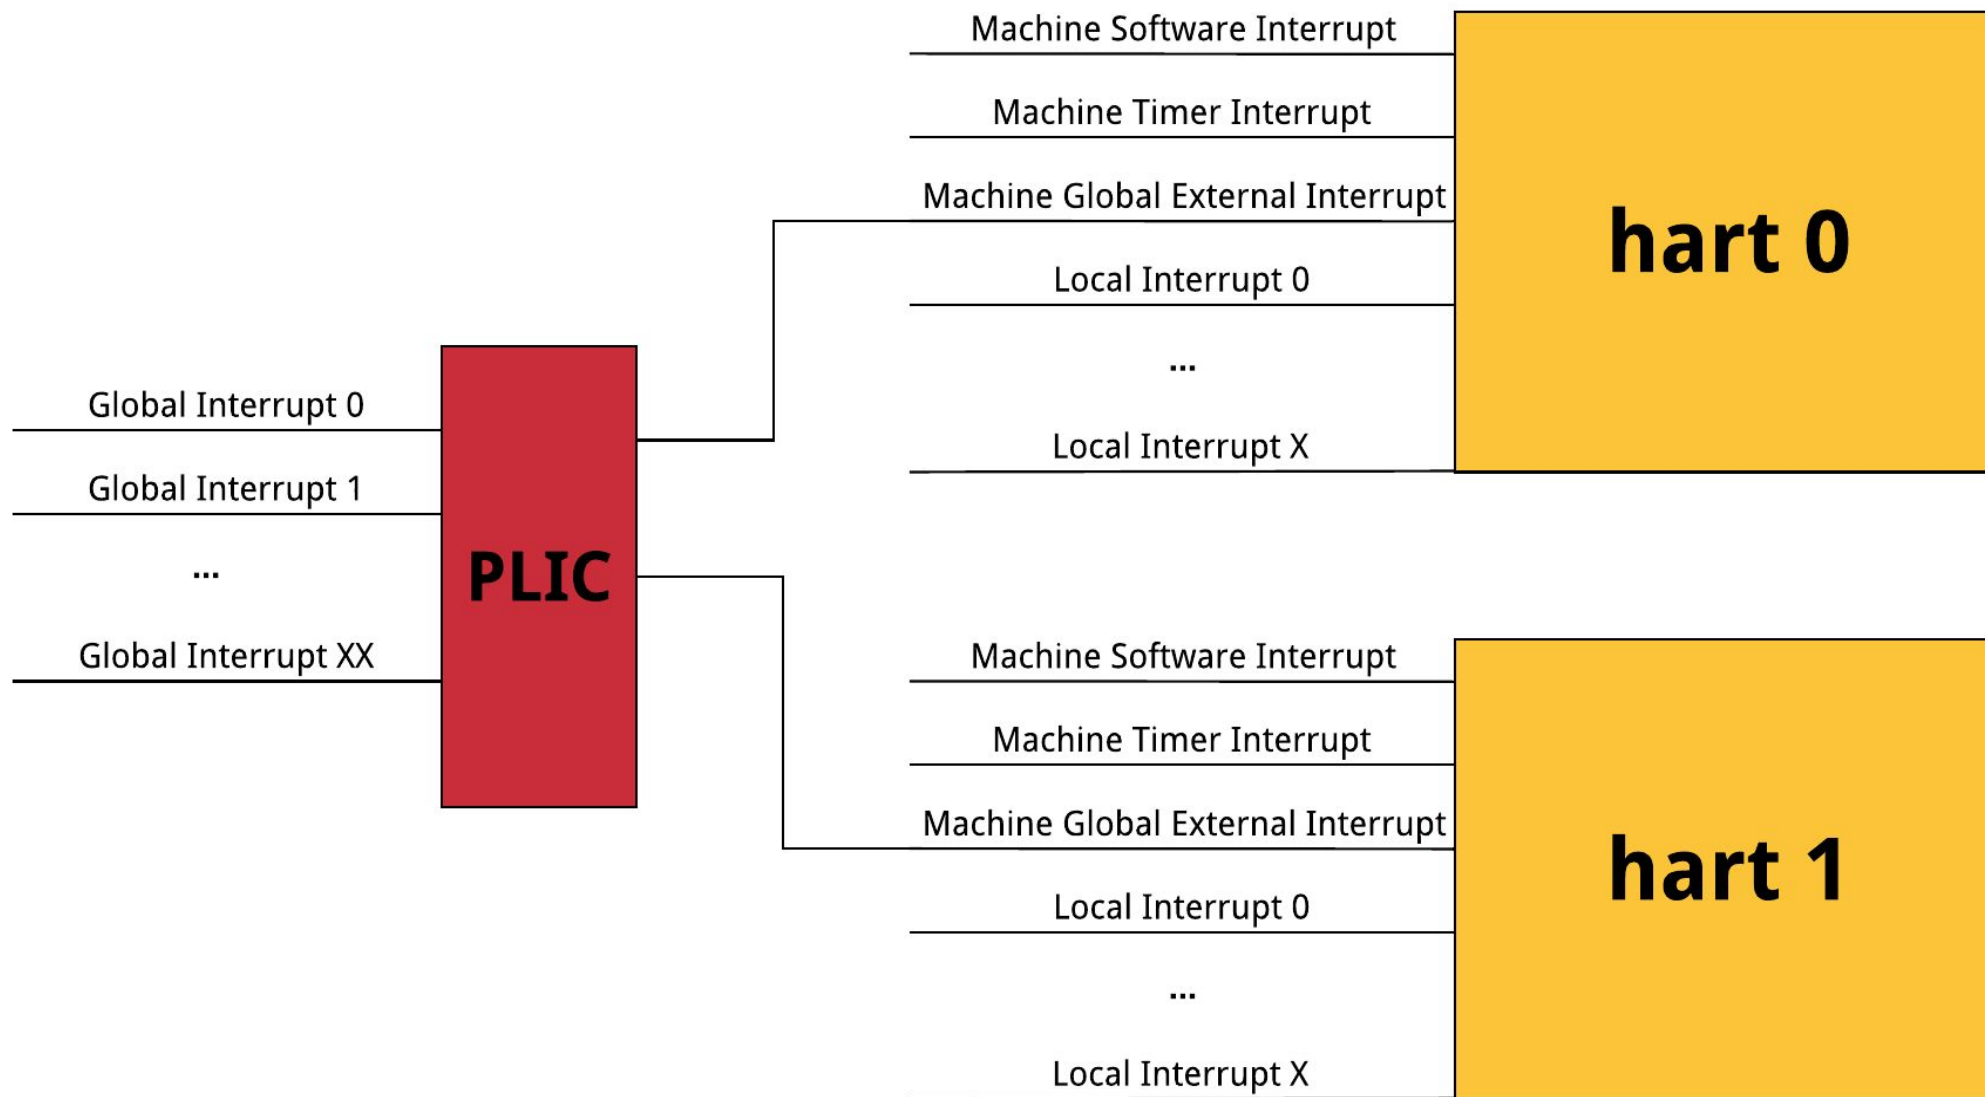 Global Interrupt 0
Global Interrupt 1
...
Global Interrupt XX
PLIC
Machine Software Interrupt
Machine Timer Interrupt
Machine Global External Interrupt
Local Interrupt 0
...
Local Interrupt X
hart 0
Machine Software Interrupt
Machine Timer Interrupt
Machine Global External Interrupt
Local Interrupt 0
...
Local Interrupt X
hart 1